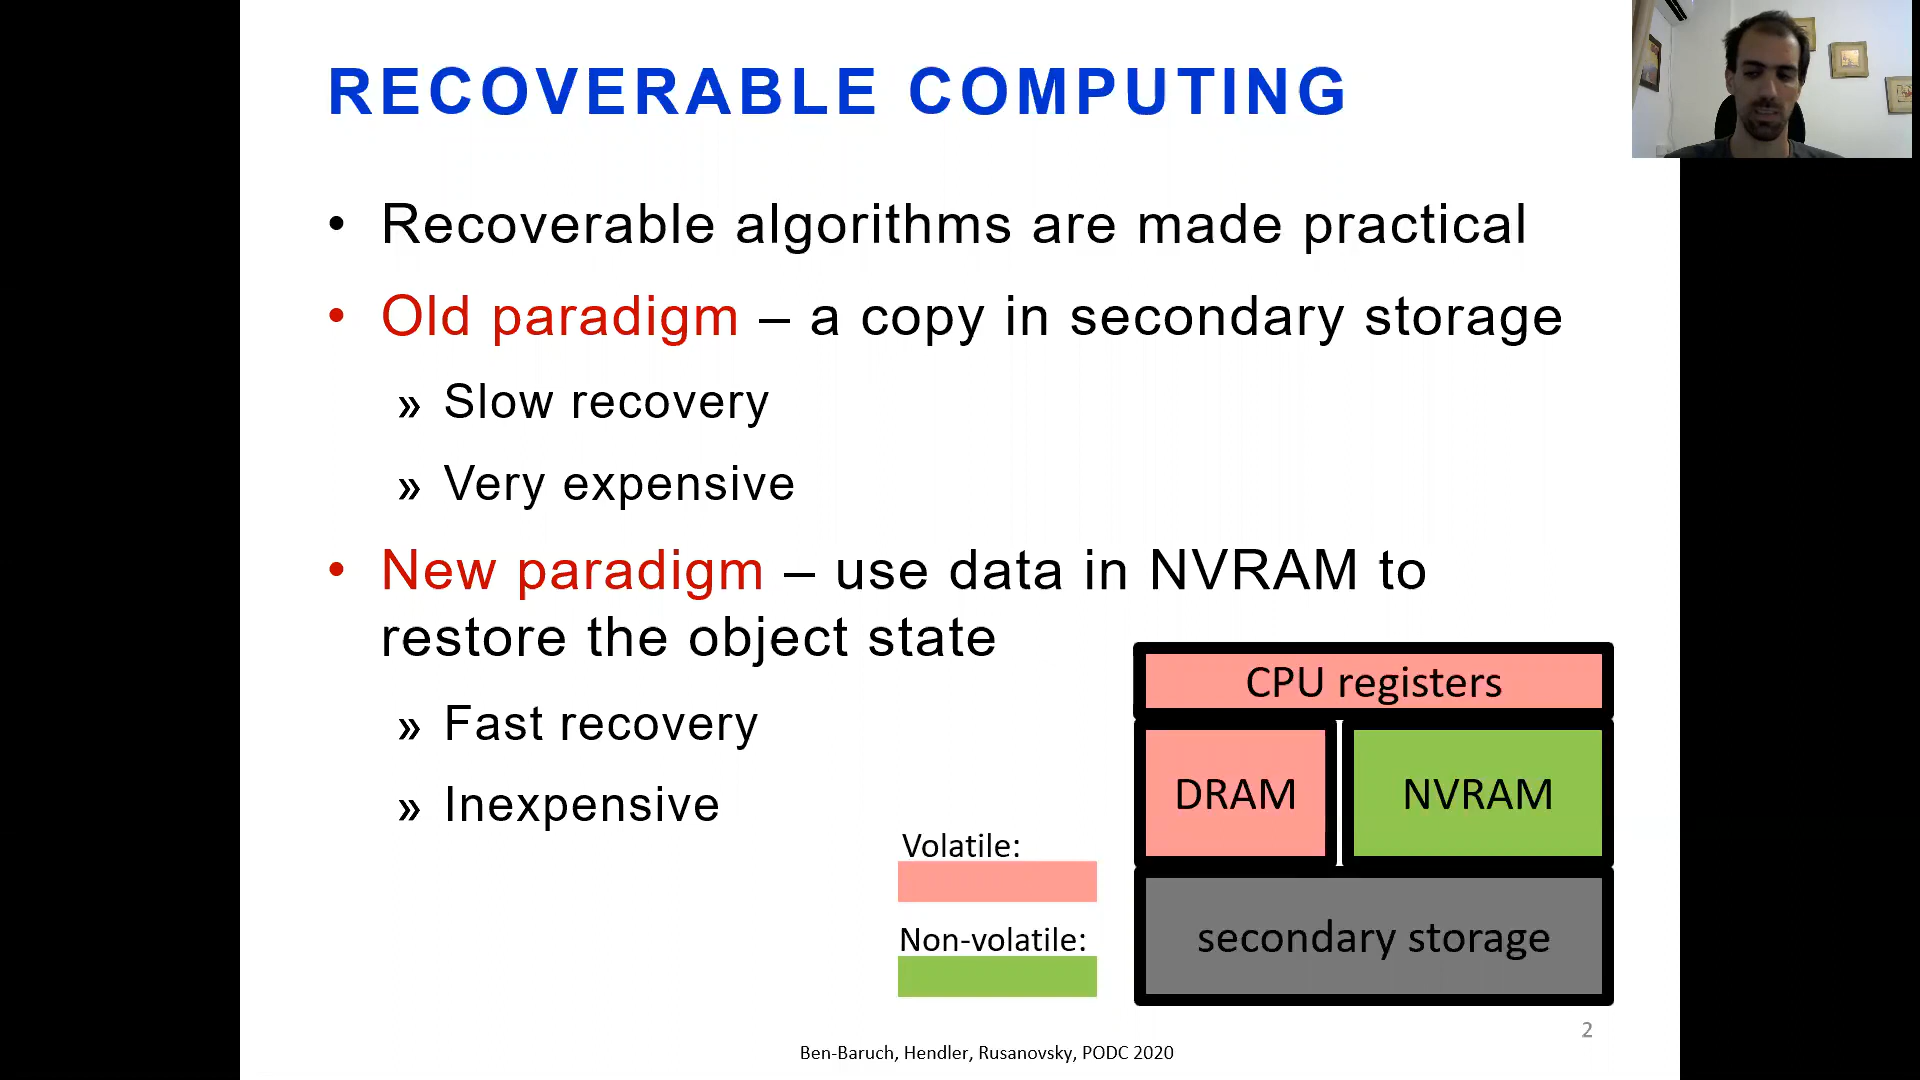 RECOVERABLE COMPUTING
• Recoverable algorithms are made practical
• Old paradigm – a copy in secondary storage
» Slow recovery
» Very expensive
• New paradigm – use data in NVRAM to
restore the object state
» Fast recovery
» Inexpensive
CPU registers
DRAM
NVRAM
secondary storage
Volatile:
Non-volatile:
2
Ben-Baruch, Hendler, Rusanovsky, PODC 2020